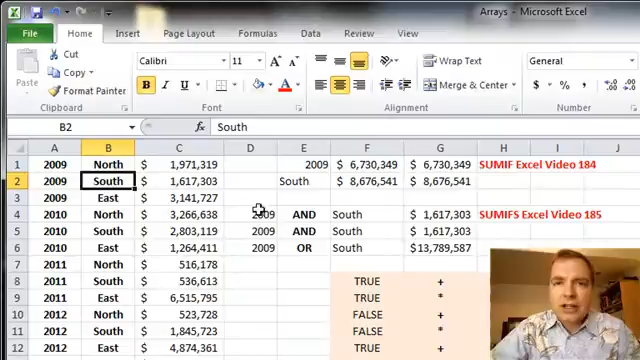 Arrays - Microsoft Excel
File Home Insert Page Layout Formulas Data Review View
Paste Cut Copy Format Painter Calibri 11 Wrap Text Merge & Center
Clipboard Font Alignment Number
B2 fx South
A B C D E F G H I J
1 2009 North $ 1,971,319 2009 $ 6,730,349 $ 6,730,349 SUMIF Excel Video 184
2 2009 South $ 1,617,303 South $ 8,676,541 $ 8,676,541
3 2009 East $ 3,141,727
4 2010 North $ 3,266,638 2009 AND South $ 1,617,303 SUMIFS Excel Video 185
5 2010 South $ 2,803,119 2009 AND South $ 1,617,303
6 2010 East $ 1,264,411 2009 OR South $13,789,587
7 2011 North $ 516,178
8 2011 South $ 536,613 TRUE +
9 2011 East $ 6,515,795 TRUE *
10 2012 North $ 523,728 FALSE +
11 2012 South $ 1,845,723 FALSE *
12 2012 East $ 4,874,361 TRUE +